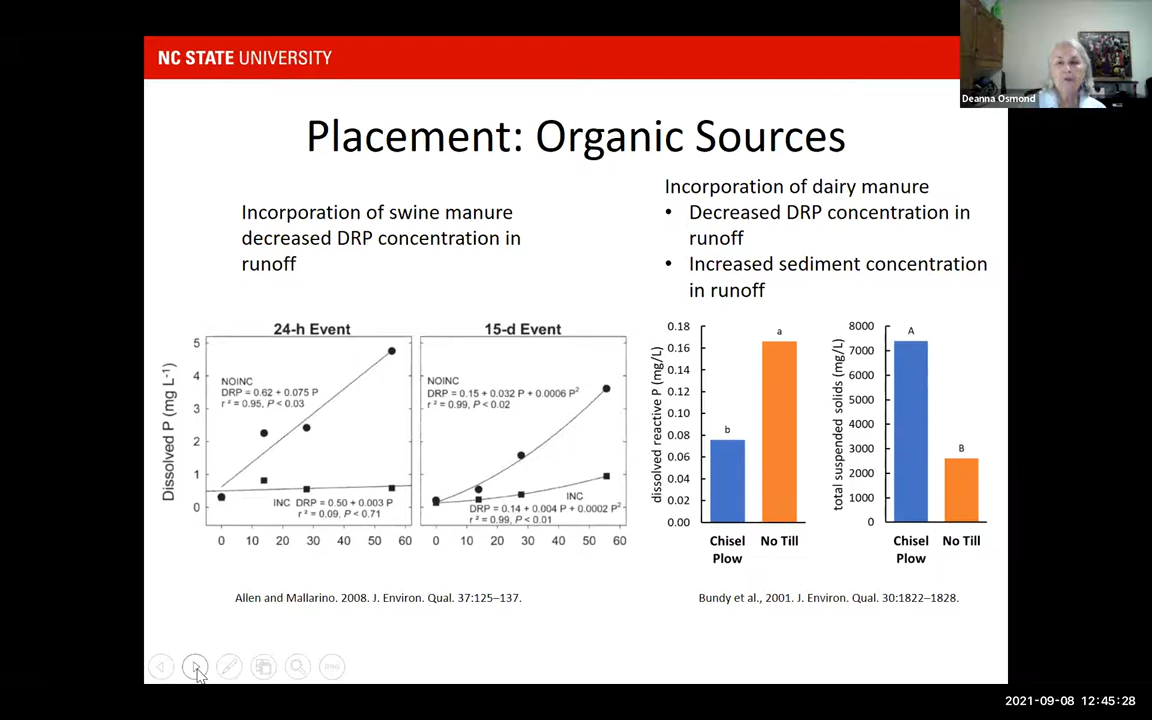 NC STATE UNIVERSITY
Deanna Osmond
Placement: Organic Sources
Incorporation of swine manure
decreased DRP concentration in
runoff
Incorporation of dairy manure
• Decreased DRP concentration in
runoff
• Increased sediment concentration
in runoff
24-h Event
15-d Event
Dissolved P (mg L⁻¹)
5
4
3
2
1
0
NOINC
DRP = 0.62 + 0.075 P
r² = 0.95, P < 0.03
INC DRP = 0.50 + 0.003 P
r² = 0.09, P < 0.71
0 10 20 30 40 50 60
NOINC
DRP = 0.15 + 0.032 P + 0.0006 P²
r² = 0.99, P < 0.02
INC
DRP = 0.14 + 0.004 P + 0.0002 P²
r² = 0.99, P < 0.01
0 10 20 30 40 50 60
Allen and Mallarino. 2008. J. Environ. Qual. 37:125–137.
dissolved reactive P (mg/L)
0.18
0.16
0.14
0.12
0.10
0.08
0.06
0.04
0.02
0.00
b
a
Chisel No Till
Plow
total suspended solids (mg/L)
8000
7000
6000
5000
4000
3000
2000
1000
0
A
B
Chisel No Till
Plow
Bundy et al., 2001. J. Environ. Qual. 30:1822–1828.
2021-09-08 12:45:28